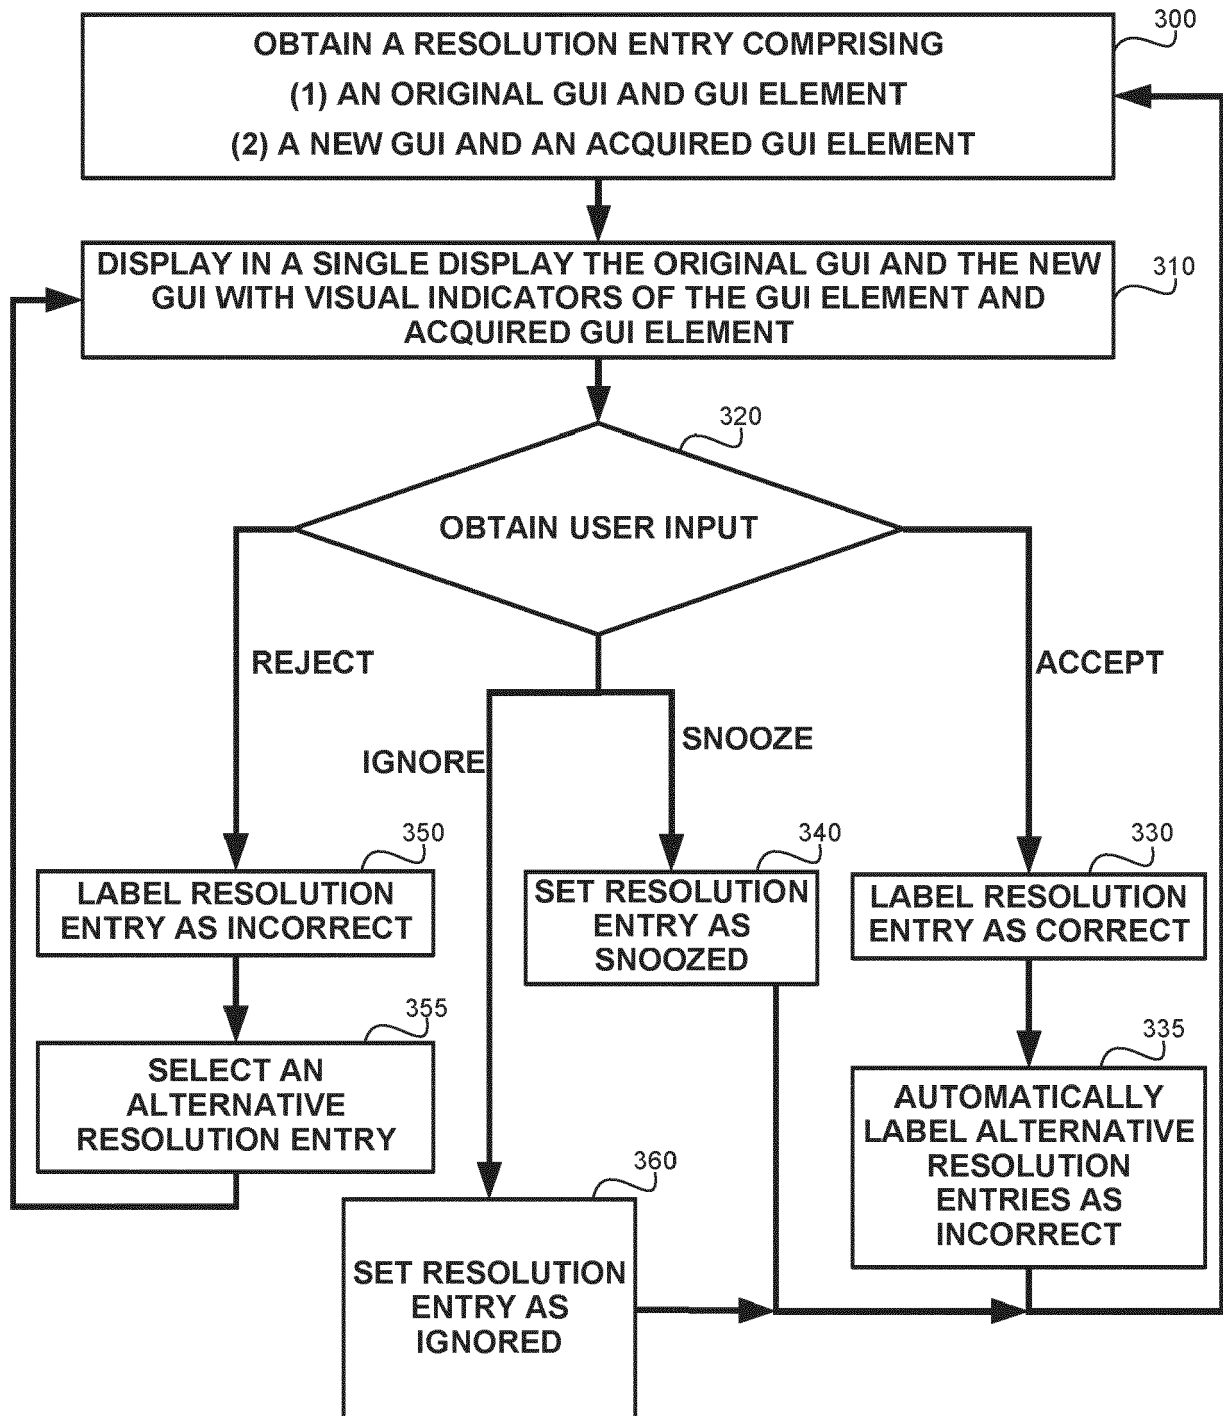 300
OBTAIN A RESOLUTION ENTRY COMPRISING
(1) AN ORIGINAL GUI AND GUI ELEMENT
(2) A NEW GUI AND AN ACQUIRED GUI ELEMENT
310
DISPLAY IN A SINGLE DISPLAY THE ORIGINAL GUI AND THE NEW
GUI WITH VISUAL INDICATORS OF THE GUI ELEMENT AND
ACQUIRED GUI ELEMENT
320
OBTAIN USER INPUT
REJECT
ACCEPT
IGNORE
SNOOZE
350
LABEL RESOLUTION
ENTRY AS INCORRECT
340
SET RESOLUTION
ENTRY AS
SNOOZED
330
LABEL RESOLUTION
ENTRY AS CORRECT
355
SELECT AN
ALTERNATIVE
RESOLUTION ENTRY
335
AUTOMATICALLY
LABEL ALTERNATIVE
RESOLUTION
ENTRIES AS
INCORRECT
360
SET RESOLUTION
ENTRY AS
IGNORED